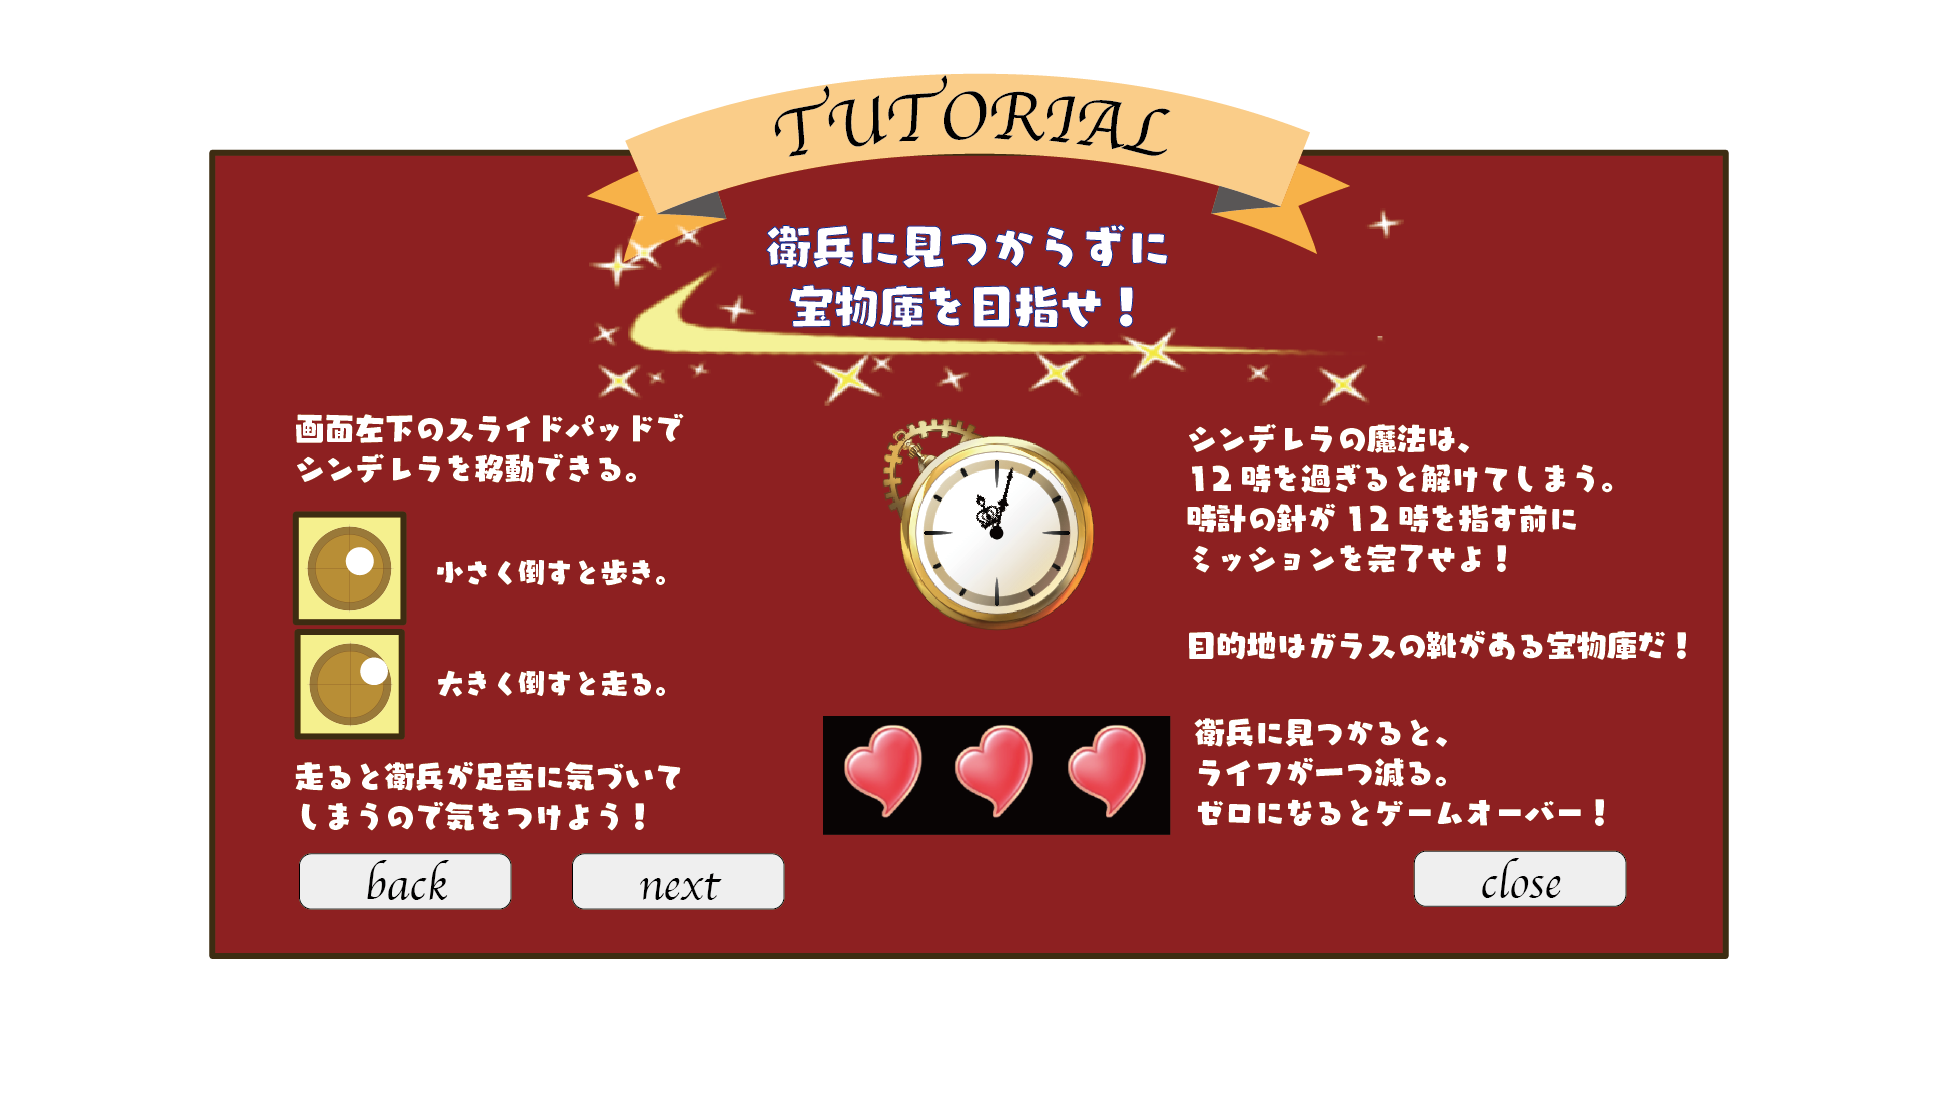 TUTORIAL
衛兵に見つからずに
宝物庫を目指せ！
画面左下のスライドパッドで
シンデレラを移動できる。
小さく倒すと歩き。
大きく倒すと走る。
走ると衛兵が足音に気づいて
しまうので気をつけよう！
シンデレラの魔法は、
12時を過ぎると解けてしまう。
時計の針が12時を指す前に
ミッションを完了せよ！
目的地はガラスの靴がある宝物庫だ！
衛兵に見つかると、
ライフが一つ減る。
ゼロになるとゲームオーバー！
back
next
close